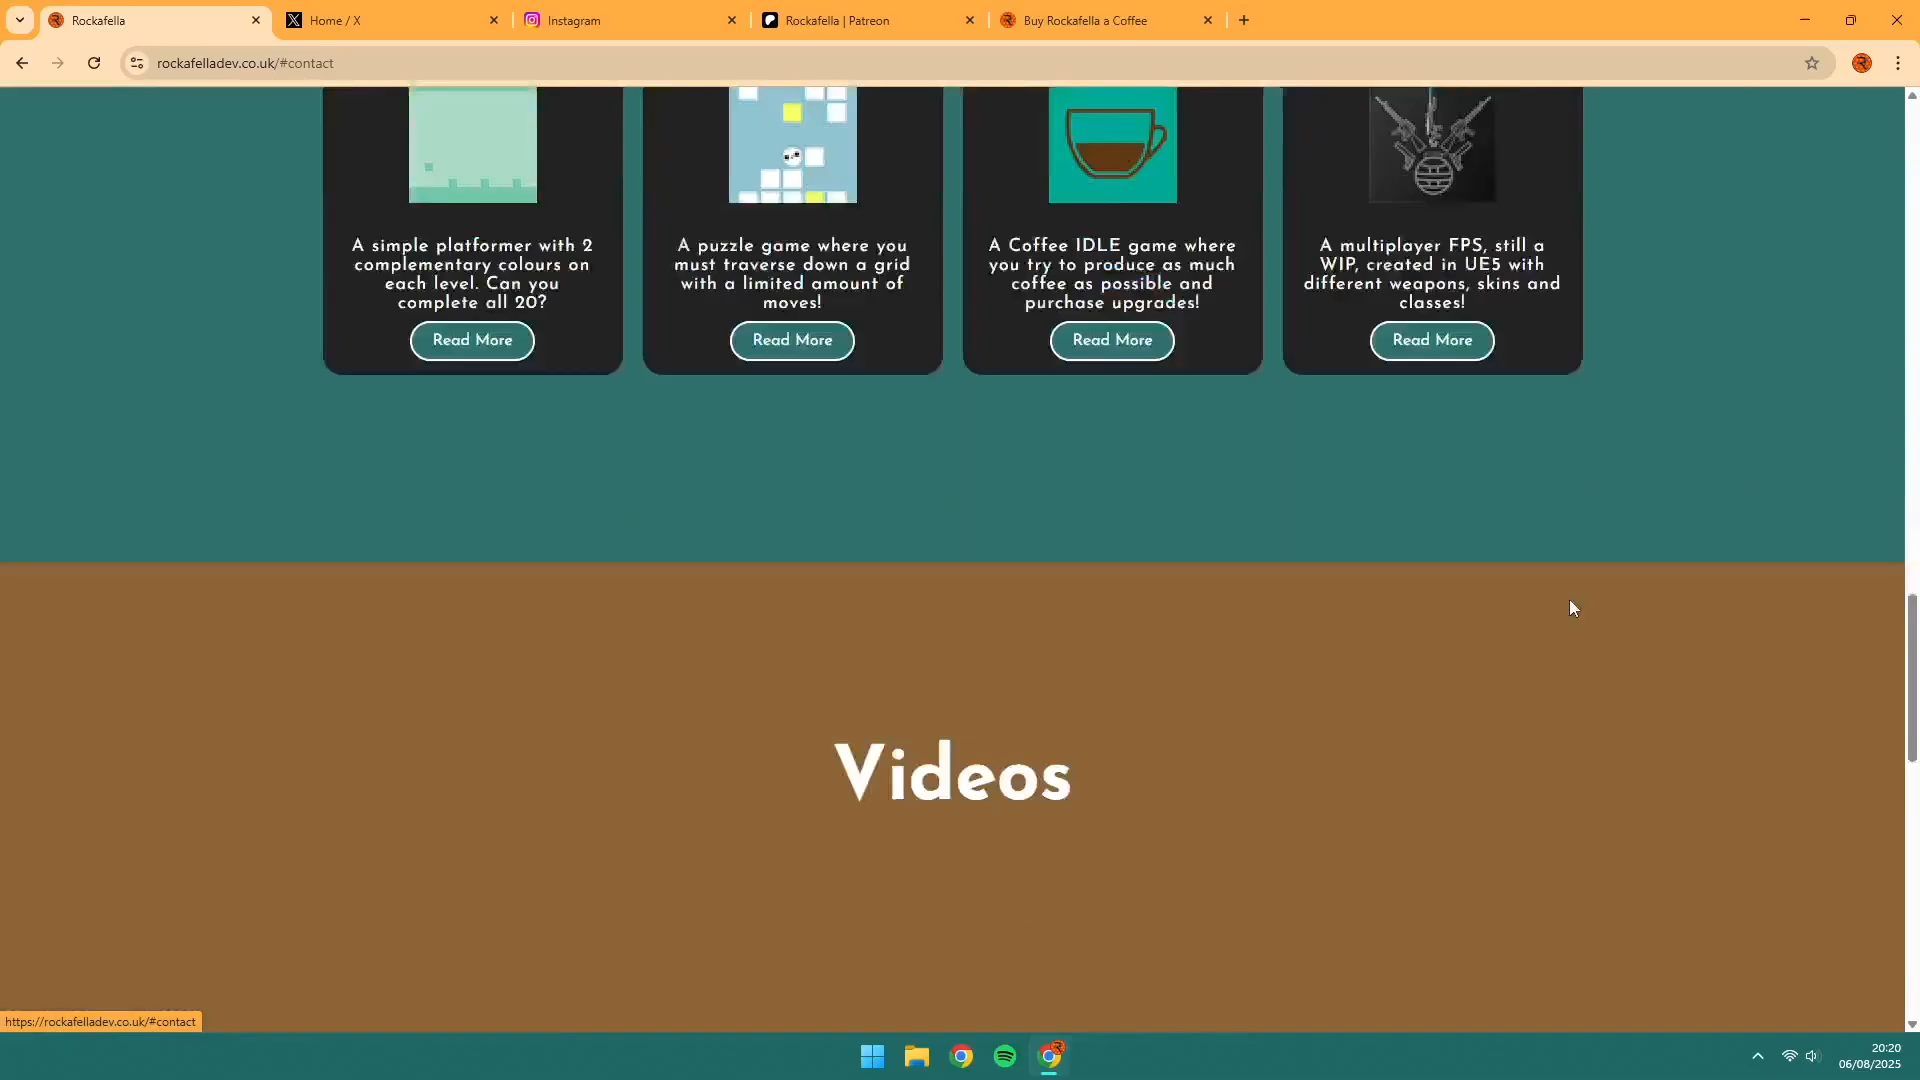 Rockafella
Home / X
Instagram
Rockafella | Patreon
Buy Rockafella a Coffee
rockafelladev.co.uk/#contact
A simple platformer with 2
complementary colours on
each level. Can you
complete all 20?
Read More
A puzzle game where you
must traverse down a grid
with a limited amount of
moves!
Read More
A Coffee IDLE game where
you try to produce as much
coffee as possible and
purchase upgrades!
Read More
A multiplayer FPS, still a
WIP, created in UE5 with
different weapons, skins and
classes!
Read More
Videos
https://rockafelladev.co.uk/#contact
20:20
06/08/2025